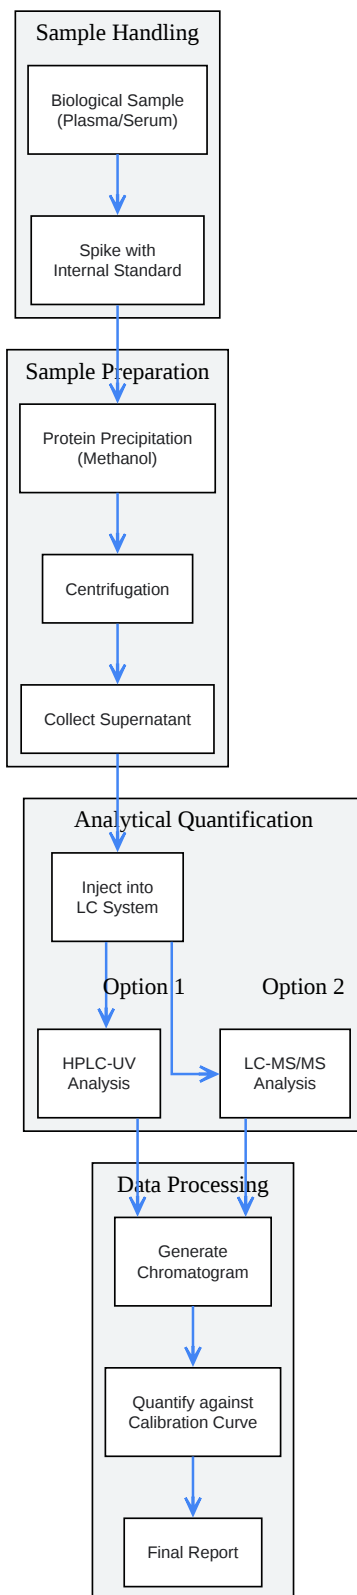 Sample Handling
Biological Sample
(Plasma/Serum)
Spike with
Internal Standard
Sample Preparation
Protein Precipitation
(Methanol)
Centrifugation
Collect Supernatant
Analytical Quantification
Inject into
LC System
Option 1
Option 2
HPLC-UV
Analysis
LC-MS/MS
Analysis
Data Processing
Generate
Chromatogram
Quantify against
Calibration Curve
Final Report